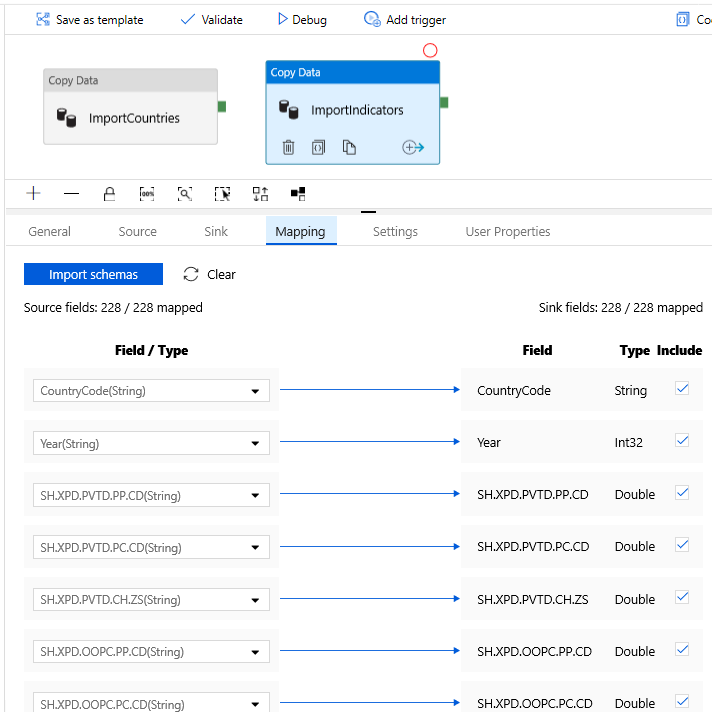 Save as template Validate Debug Add trigger Co
Copy Data
ImportCountries
Copy Data
ImportIndicators
100%
General Source Sink Mapping Settings User Properties
Import schemas Clear
Source fields: 228 / 228 mapped Sink fields: 228 / 228 mapped
Field / Type Field Type Include
CountryCode(String) CountryCode String
Year(String) Year Int32
SH.XPD.PVTD.PP.CD(String) SH.XPD.PVTD.PP.CD Double
SH.XPD.PVTD.PC.CD(String) SH.XPD.PVTD.PC.CD Double
SH.XPD.PVTD.CH.ZS(String) SH.XPD.PVTD.CH.ZS Double
SH.XPD.OOPC.PP.CD(String) SH.XPD.OOPC.PP.CD Double
SH.XPD.OOPC.PC.CD(String) SH.XPD.OOPC.PC.CD Double